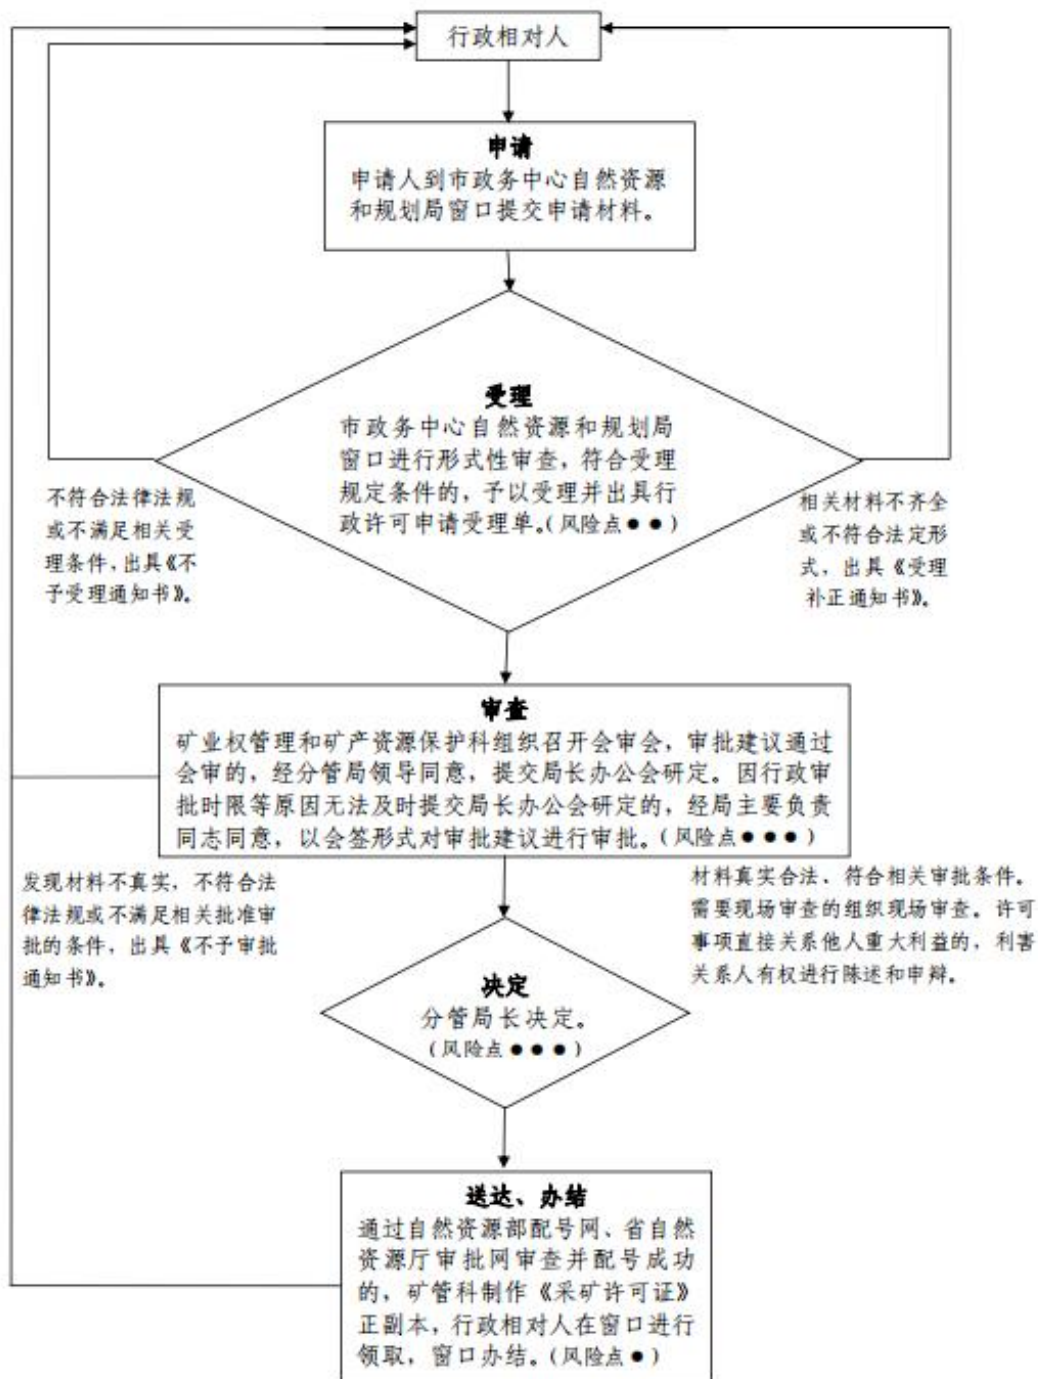 行政相对人
申请
申请人到市政务中心自然资源
和规划局窗口提交申请材料。
受理
市政务中心自然资源和规划局
窗口进行形式性审查，符合受理
规定条件的，予以受理并出具行
政许可申请受理单。(风险点●●)
不符合法律法规
或不满足相关受
理条件，出具《不
予受理通知书》。
相关材料不齐全
或不符合法定形
式，出具《受理
补正通知书》。
审查
矿业权管理和矿产资源保护科组织召开会审会，审批建议通过
会审的，经分管局领导同意，提交局长办公会研定。因行政审
批时限等原因无法及时提交局长办公会研定的，经局主要负责
同志同意，以会签形式对审批建议进行审批。(风险点●●●)
发现材料不真实，不符合法
律法规或不满足相关批准审
批的条件，出具《不予审批
通知书》。
材料真实合法、符合相关审批条件。
需要现场审查的组织现场审查。许可
事项直接关系他人重大利益的，利害
关系人有权进行陈述和申辩。
决定
分管局长决定。
(风险点●●●)
送达、办结
通过自然资源部配号网、省自然
资源厅审批网审查并配号成功
的，矿管科制作《采矿许可证》
正副本，行政相对人在窗口进行
领取，窗口办结。(风险点●)